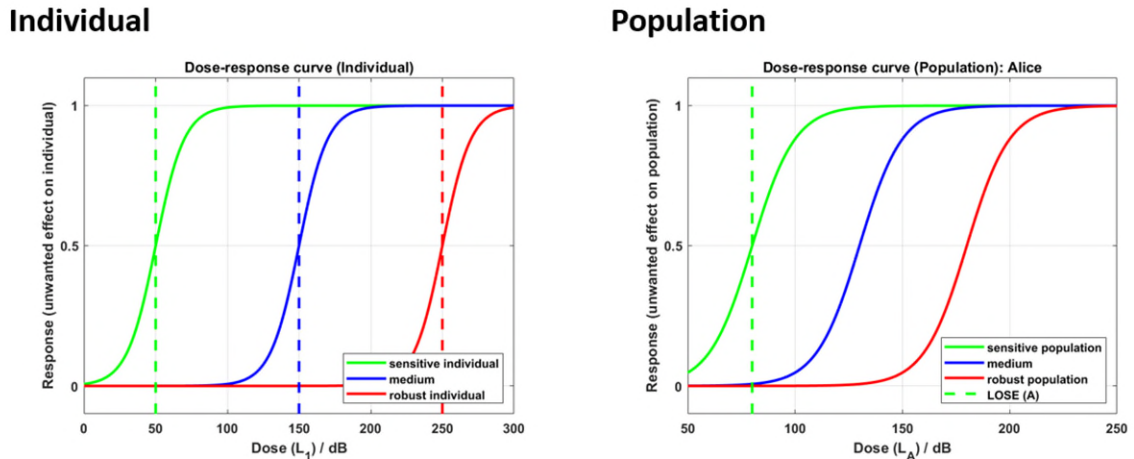 Individual
Population
Dose-response curve (Individual)
Response (unwanted effect on individual)
1
0.5
0
0
50
100
150
200
250
300
Dose (L1) / dB
sensitive individual
medium
robust individual
Dose-response curve (Population): Alice
Response (unwanted effect on population)
1
0.5
0
50
100
150
200
250
Dose (LA) / dB
sensitive population
medium
robust population
LOSE (A)